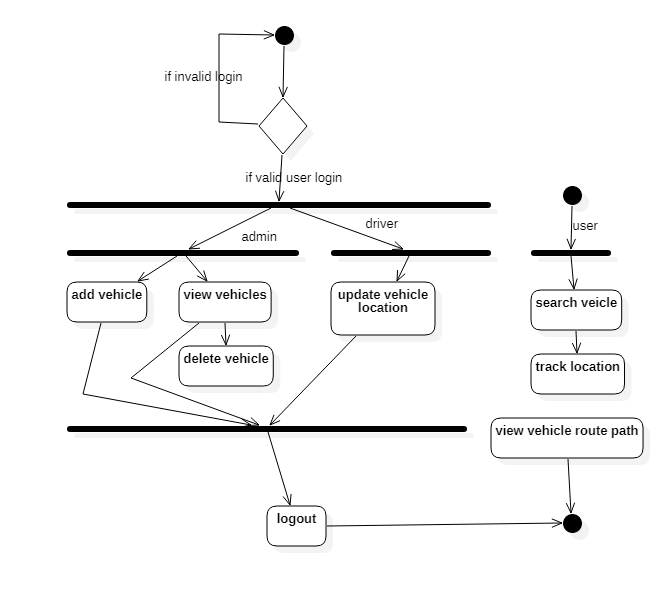 if invalid login
if valid user login
user
driver
admin
add vehicle
view vehicles
update vehicle
location
search veicle
delete vehicle
track location
view vehicle route path
logout